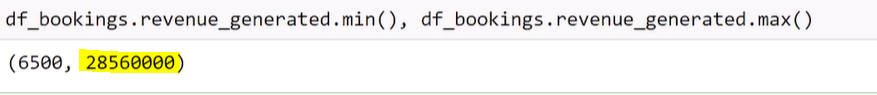 df_bookings.revenue_generated.min(), df_bookings.revenue_generated.max()
(6500, 28560000)